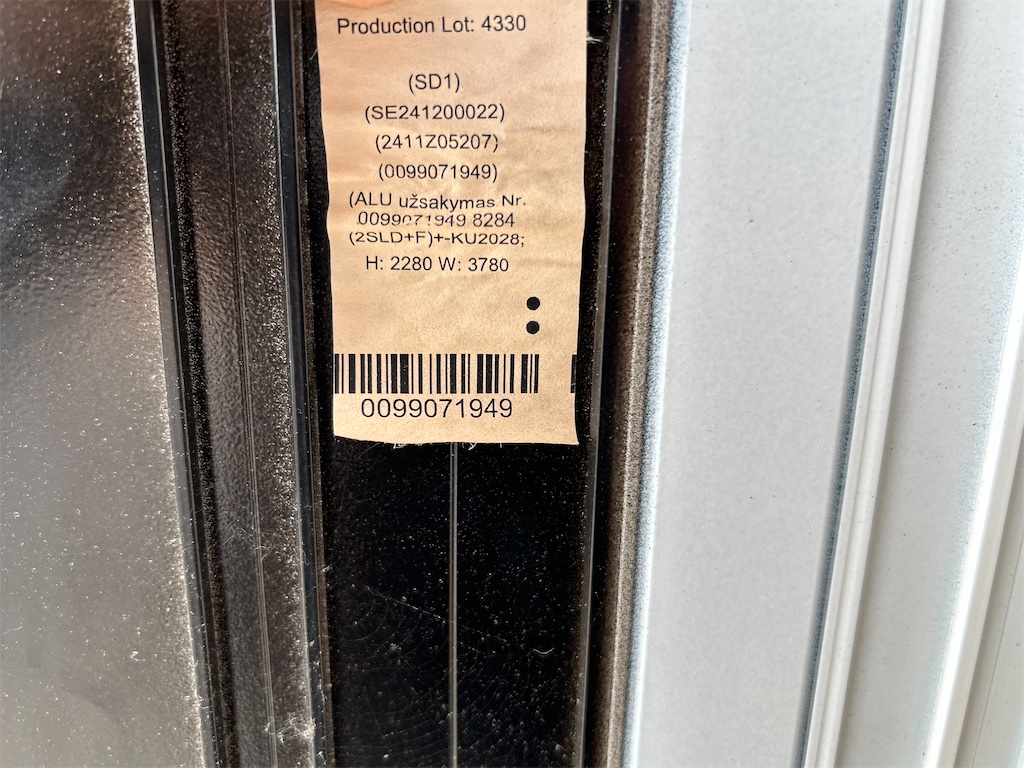 Production Lot: 4330
(SD1)
(SE241200022)
(2411Z05207)
(0099071949)
(ALU užsakymas Nr.
0099071949 8284
(2SLD+F)+-KU2028;
H: 2280 W: 3780
0099071949